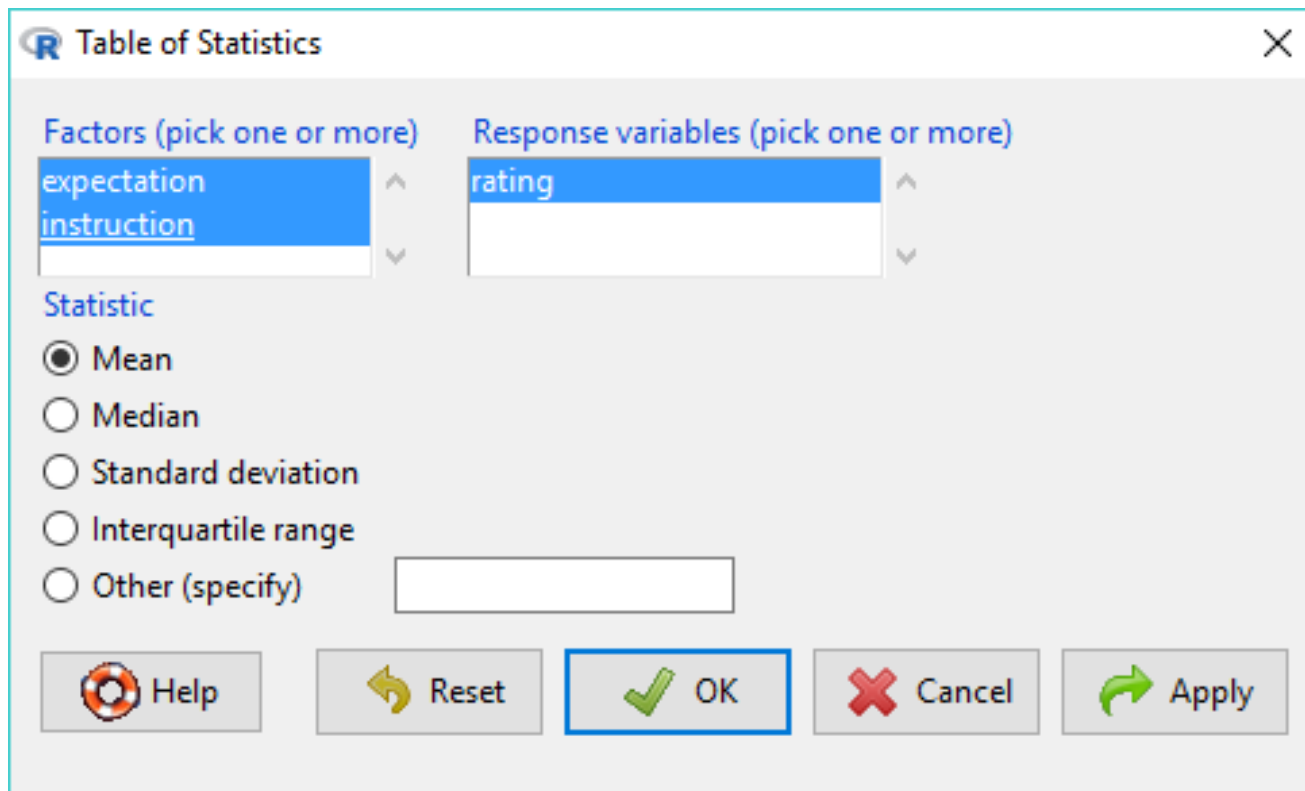 R Table of Statistics
Factors (pick one or more) Response variables (pick one or more)
expectation rating
instruction
Statistic
Mean
Median
Standard deviation
Interquartile range
Other (specify)
Help Reset OK Cancel Apply